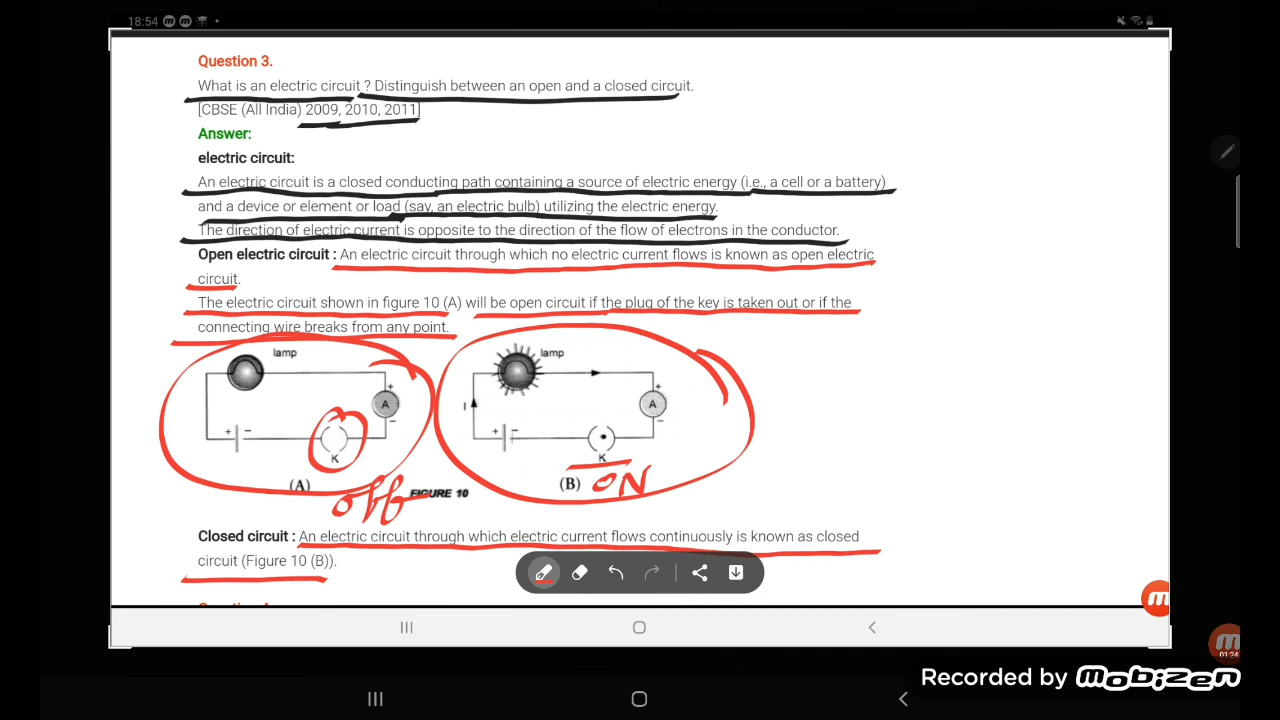 18:54
Question 3.
What is an electric circuit ? Distinguish between an open and a closed circuit.
[CBSE (All India) 2009, 2010, 2011]
Answer:
electric circuit:
An electric circuit is a closed conducting path containing a source of electric energy (i.e., a cell or a battery)
and a device or element or load (say, an electric bulb) utilizing the electric energy.
The direction of electric current is opposite to the direction of the flow of electrons in the conductor.
Open electric circuit : An electric circuit through which no electric current flows is known as open electric
circuit.
The electric circuit shown in figure 10 (A) will be open circuit if the plug of the key is taken out or if the
connecting wire breaks from any point.
lamp
+
A
−
+ −
K
(A)
off
lamp
+
I
A
−
+ −
K
(B) ON
FIGURE 10
Closed circuit : An electric circuit through which electric current flows continuously is known as closed
circuit (Figure 10 (B)).
01:24
Recorded by mobizen